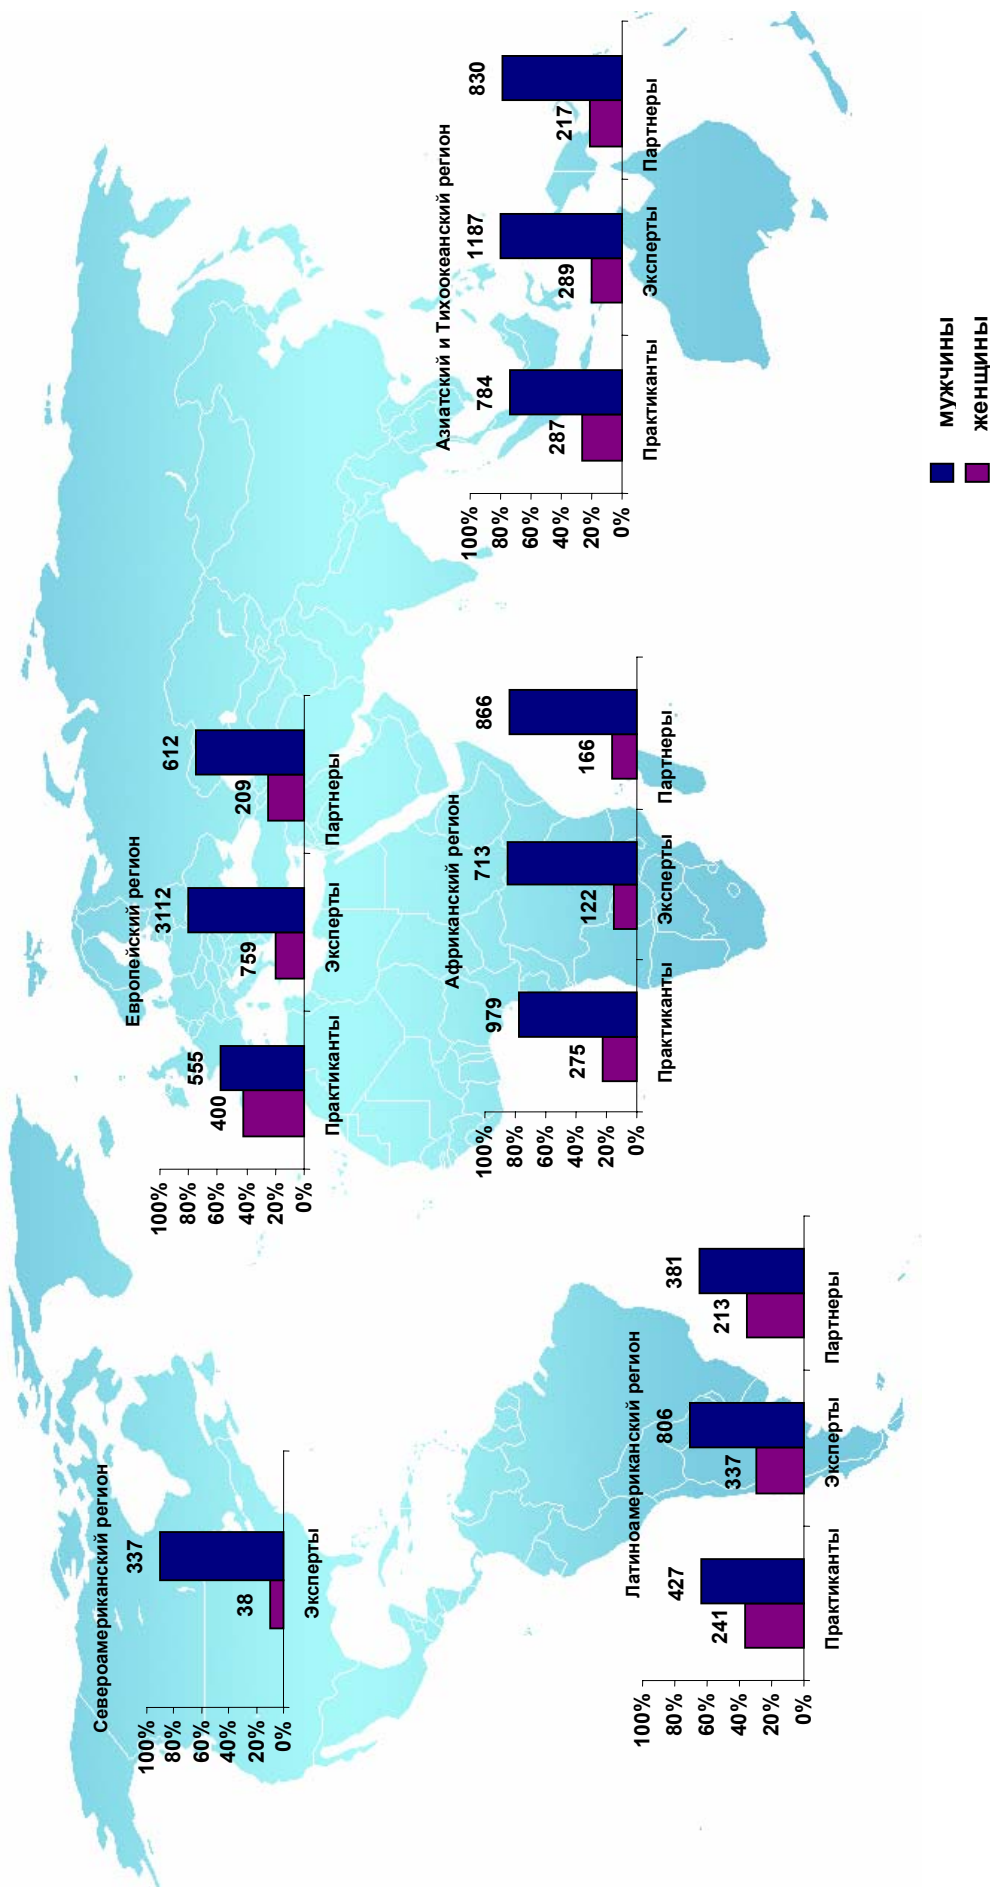 Североамериканский регион
100%
80%
60%
40%
20%
0%
38
337
Эксперты
Европейский регион
100%
80%
60%
40%
20%
0%
400
555
759
3112
209
612
Практиканты
Эксперты
Партнеры
Азиатский и Тихоокеанский регион
100%
80%
60%
40%
20%
0%
287
784
289
1187
217
830
Практиканты
Эксперты
Партнеры
Африканский регион
100%
80%
60%
40%
20%
0%
275
979
122
713
166
866
Практиканты
Эксперты
Партнеры
Латиноамериканский регион
100%
80%
60%
40%
20%
0%
241
427
337
806
213
381
Практиканты
Эксперты
Партнеры
мужчины
женщины